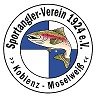 Sportangler-Verein 1924 e.V.
>> Koblenz - Moselweiß <<